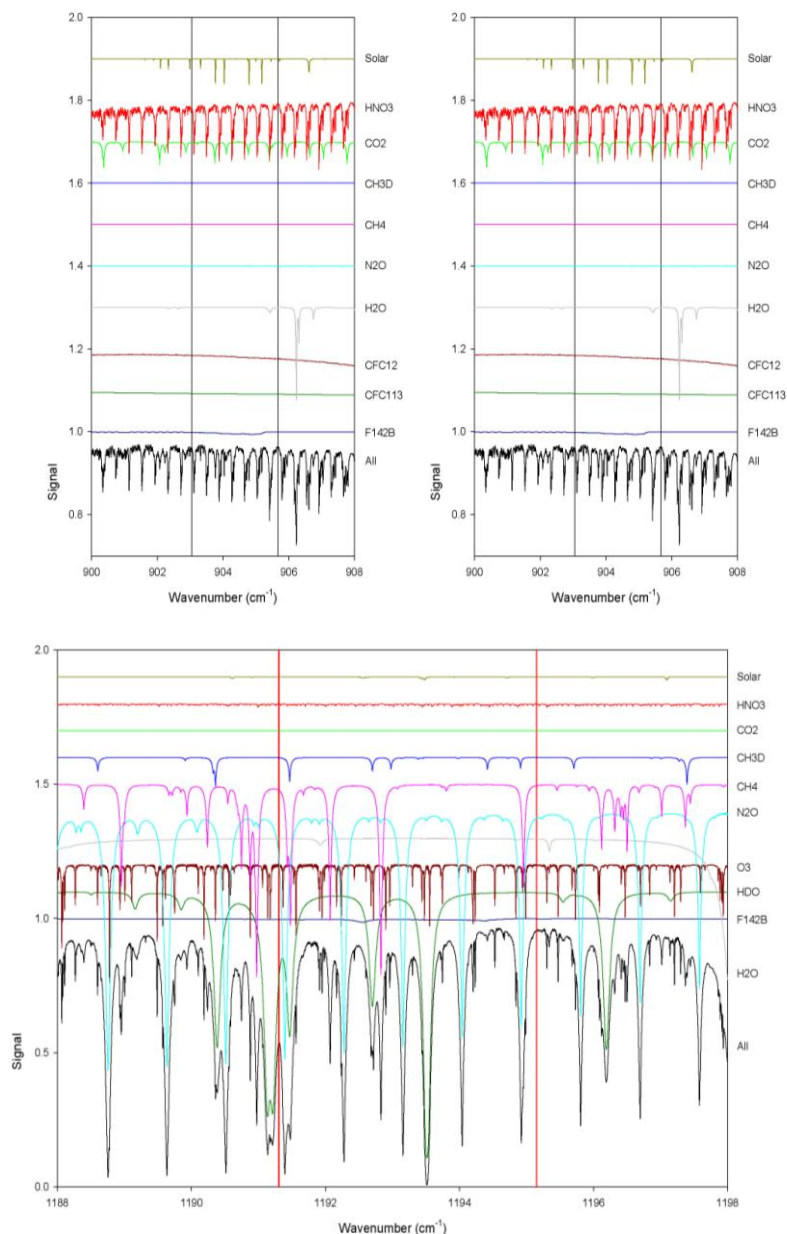 2.0
Solar
1.8
HNO3
CO2
1.6
CH3D
CH4
1.4
N2O
H2O
1.2
CFC12
CFC113
1.0
F142B
All
0.8
Signal
900
902
904
906
908
Wavenumber (cm-1)
2.0
Solar
1.8
HNO3
CO2
1.6
CH3D
CH4
1.4
N2O
H2O
1.2
CFC12
CFC113
1.0
F142B
All
0.8
Signal
900
902
904
906
908
Wavenumber (cm-1)
2.0
Solar
HNO3
CO2
CH3D
1.5
CH4
N2O
O3
HDO
1.0
F142B
H2O
0.5
All
0.0
Signal
1188
1190
1192
1194
1196
1198
Wavenumber (cm-1)